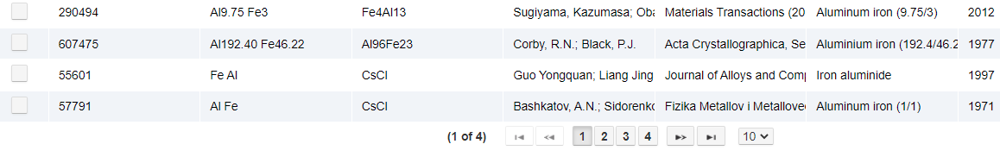 290494 Al9.75 Fe3 Fe4Al13 Sugiyama, Kazumasa; Oba Materials Transactions (20 Aluminum iron (9.75/3) 2012
607475 Al192.40 Fe46.22 Al96Fe23 Corby, R.N.; Black, P.J. Acta Crystallographica, Se Aluminium iron (192.4/46.2 1977
55601 Fe Al CsCl Guo Yongquan; Liang Jing Journal of Alloys and Com Iron aluminide 1997
57791 Al Fe CsCl Bashkatov, A.N.; Sidorenko Fizika Metallov i Metallove Aluminum iron (1/1) 1971
(1 of 4) 1 2 3 4 10